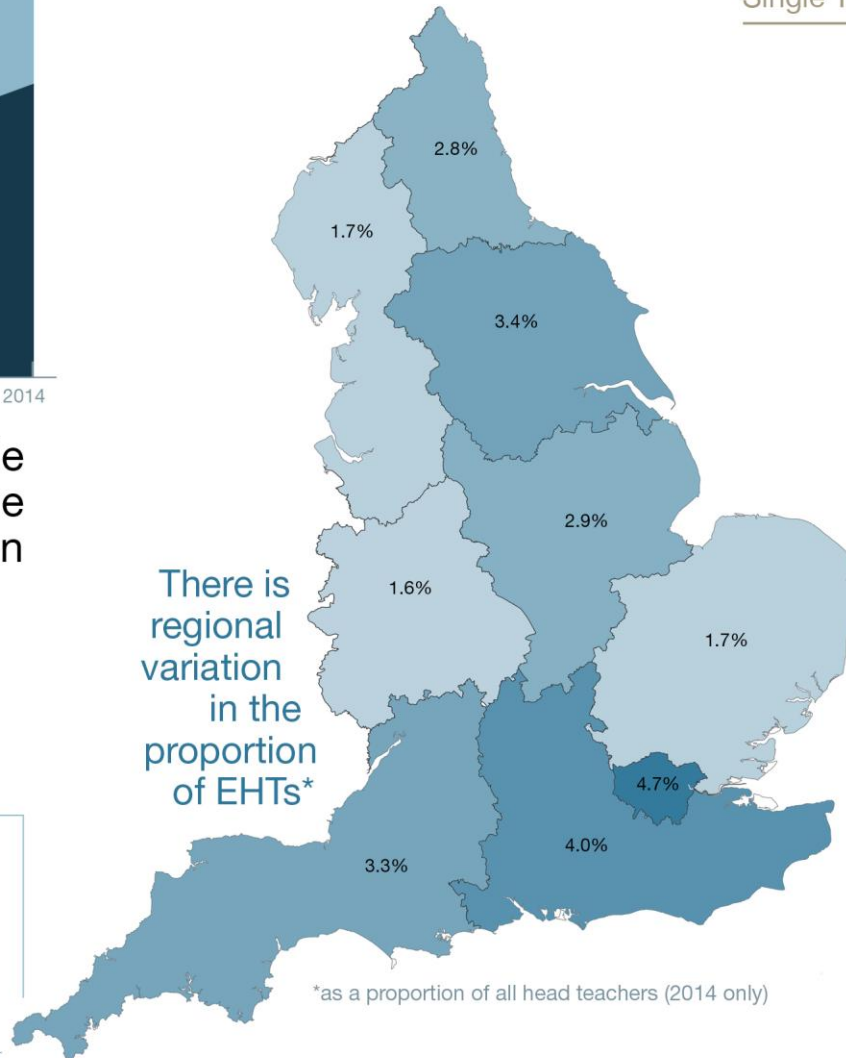 Single
2014
2.8%
1.7%
3.4%
2.9%
1.6%
1.7%
There is
regional
variation
in the
proportion
of EHTs*
4.7%
4.0%
3.3%
*as a proportion of all head teachers (2014 only)